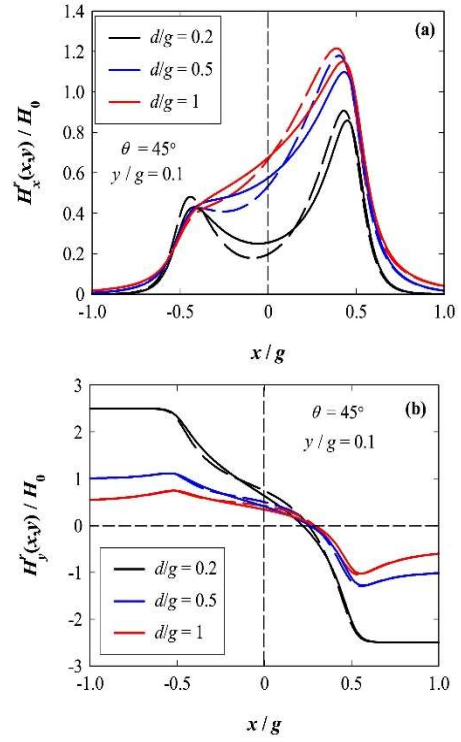 (a)
d/g = 0.2
d/g = 0.5
d/g = 1
θ = 45°
y / g = 0.1
H_x^r(x,y) / H_0
1.4
1.2
1.0
0.8
0.6
0.4
0.2
0
-1.0 -0.5 0 0.5 1.0
x / g
(b)
θ = 45°
y / g = 0.1
H_y^r(x,y) / H_0
3
2
1
0
-1
-2
-3
d/g = 0.2
d/g = 0.5
d/g = 1
-1.0 -0.5 0 0.5 1.0
x / g